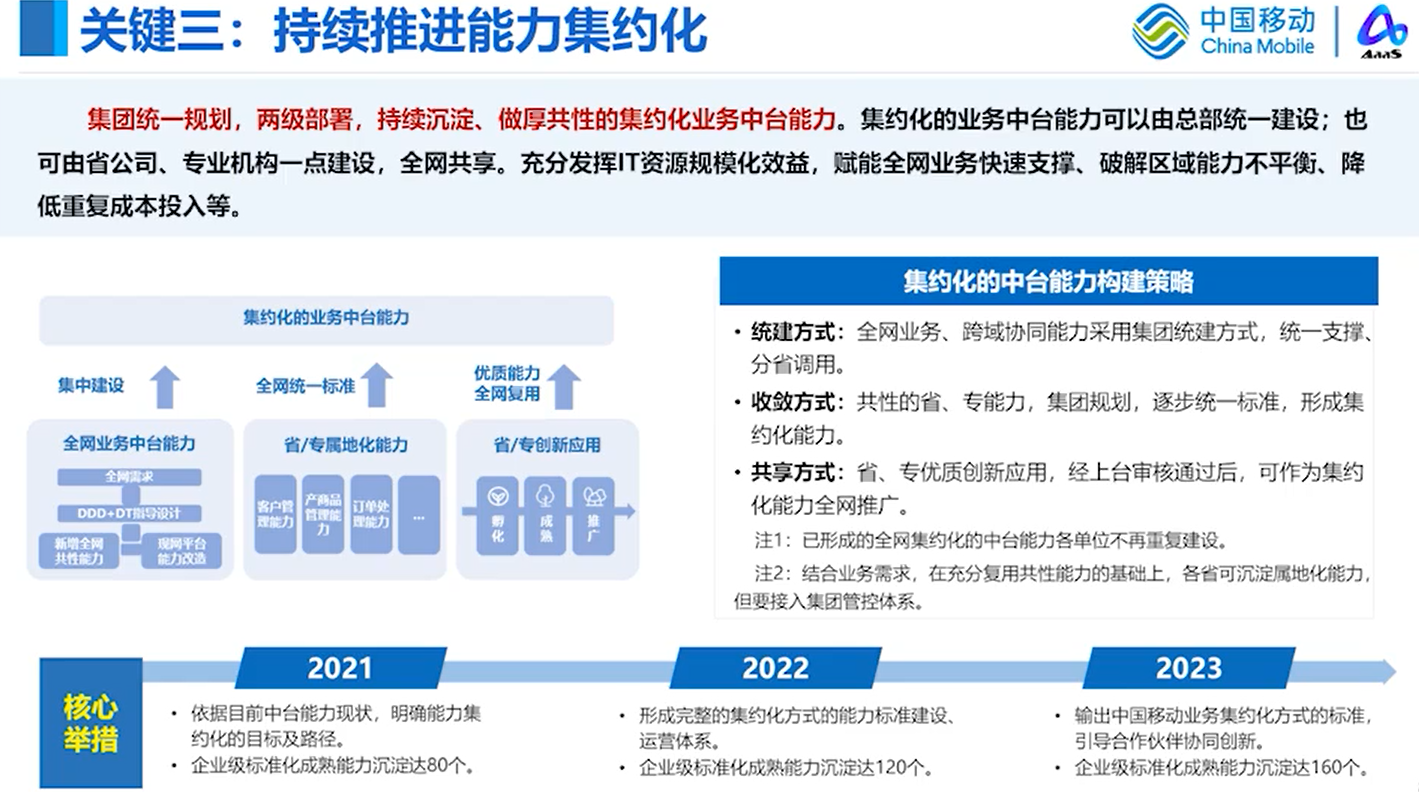 关键三：持续推进能力集约化
中国移动
China Mobile
AaaS
集团统一规划，两级部署，持续沉淀、做厚共性的集约化业务中台能力。集约化的业务中台能力可以由总部统一建设；也
可由省公司、专业机构一点建设，全网共享。充分发挥IT资源规模化效益，赋能全网业务快速支撑、破解区域能力不平衡、降
低重复成本投入等。
集约化的业务中台能力
集中建设
全网统一标准
优质能力
全网复用
全网业务中台能力
全网需求
DDD+DT指导设计
新增全网
共性能力
现网平台
能力改造
省/专属地化能力
客户管
理能力
产商品
管理能
力
订单处
理能力
...
省/专创新应用
孵
化
成
熟
推
广
集约化的中台能力构建策略
• 统建方式：全网业务、跨域协同能力采用集团统建方式，统一支撑、
分省调用。
• 收敛方式：共性的省、专能力，集团规划，逐步统一标准，形成集
约化能力。
• 共享方式：省、专优质创新应用，经上台审核通过后，可作为集约
化能力全网推广。
注1：已形成的全网集约化的中台能力各单位不再重复建设。
注2：结合业务需求，在充分复用共性能力的基础上，各省可沉淀属地化能力，
但要接入集团管控体系。
核心
举措
2021
• 依据目前中台能力现状，明确能力集
约化的目标及路径。
• 企业级标准化成熟能力沉淀达80个。
2022
• 形成完整的集约化方式的能力标准建设、
运营体系。
• 企业级标准化成熟能力沉淀达120个。
2023
• 输出中国移动业务集约化方式的标准，
引导合作伙伴协同创新。
• 企业级标准化成熟能力沉淀达160个。